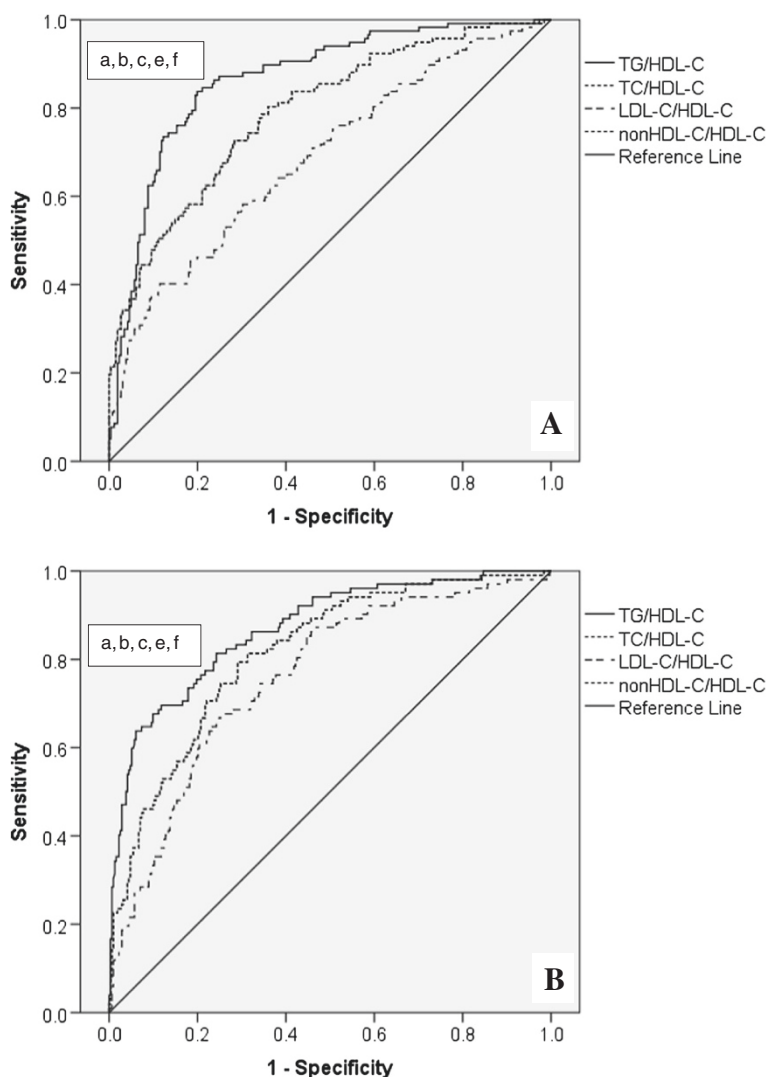 a, b, c, e, f
TG/HDL-C
TC/HDL-C
LDL-C/HDL-C
nonHDL-C/HDL-C
Reference Line
Sensitivity
1.0
0.8
0.6
0.4
0.2
0.0
A
0.0 0.2 0.4 0.6 0.8 1.0
1 - Specificity
a, b, c, e, f
TG/HDL-C
TC/HDL-C
LDL-C/HDL-C
nonHDL-C/HDL-C
Reference Line
Sensitivity
1.0
0.8
0.6
0.4
0.2
0.0
B
0.0 0.2 0.4 0.6 0.8 1.0
1 - Specificity